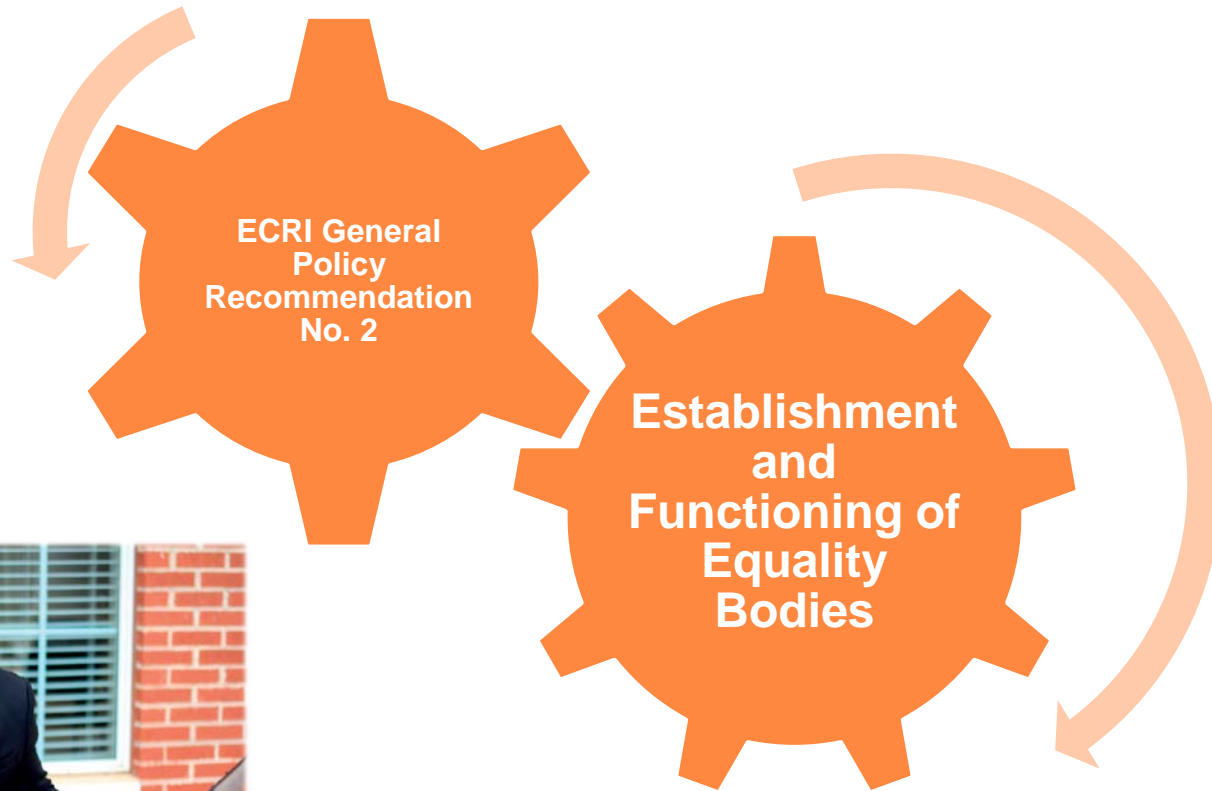 ECRI General
Policy
Recommendation
No. 2
Establishment
and
Functioning of
Equality
Bodies